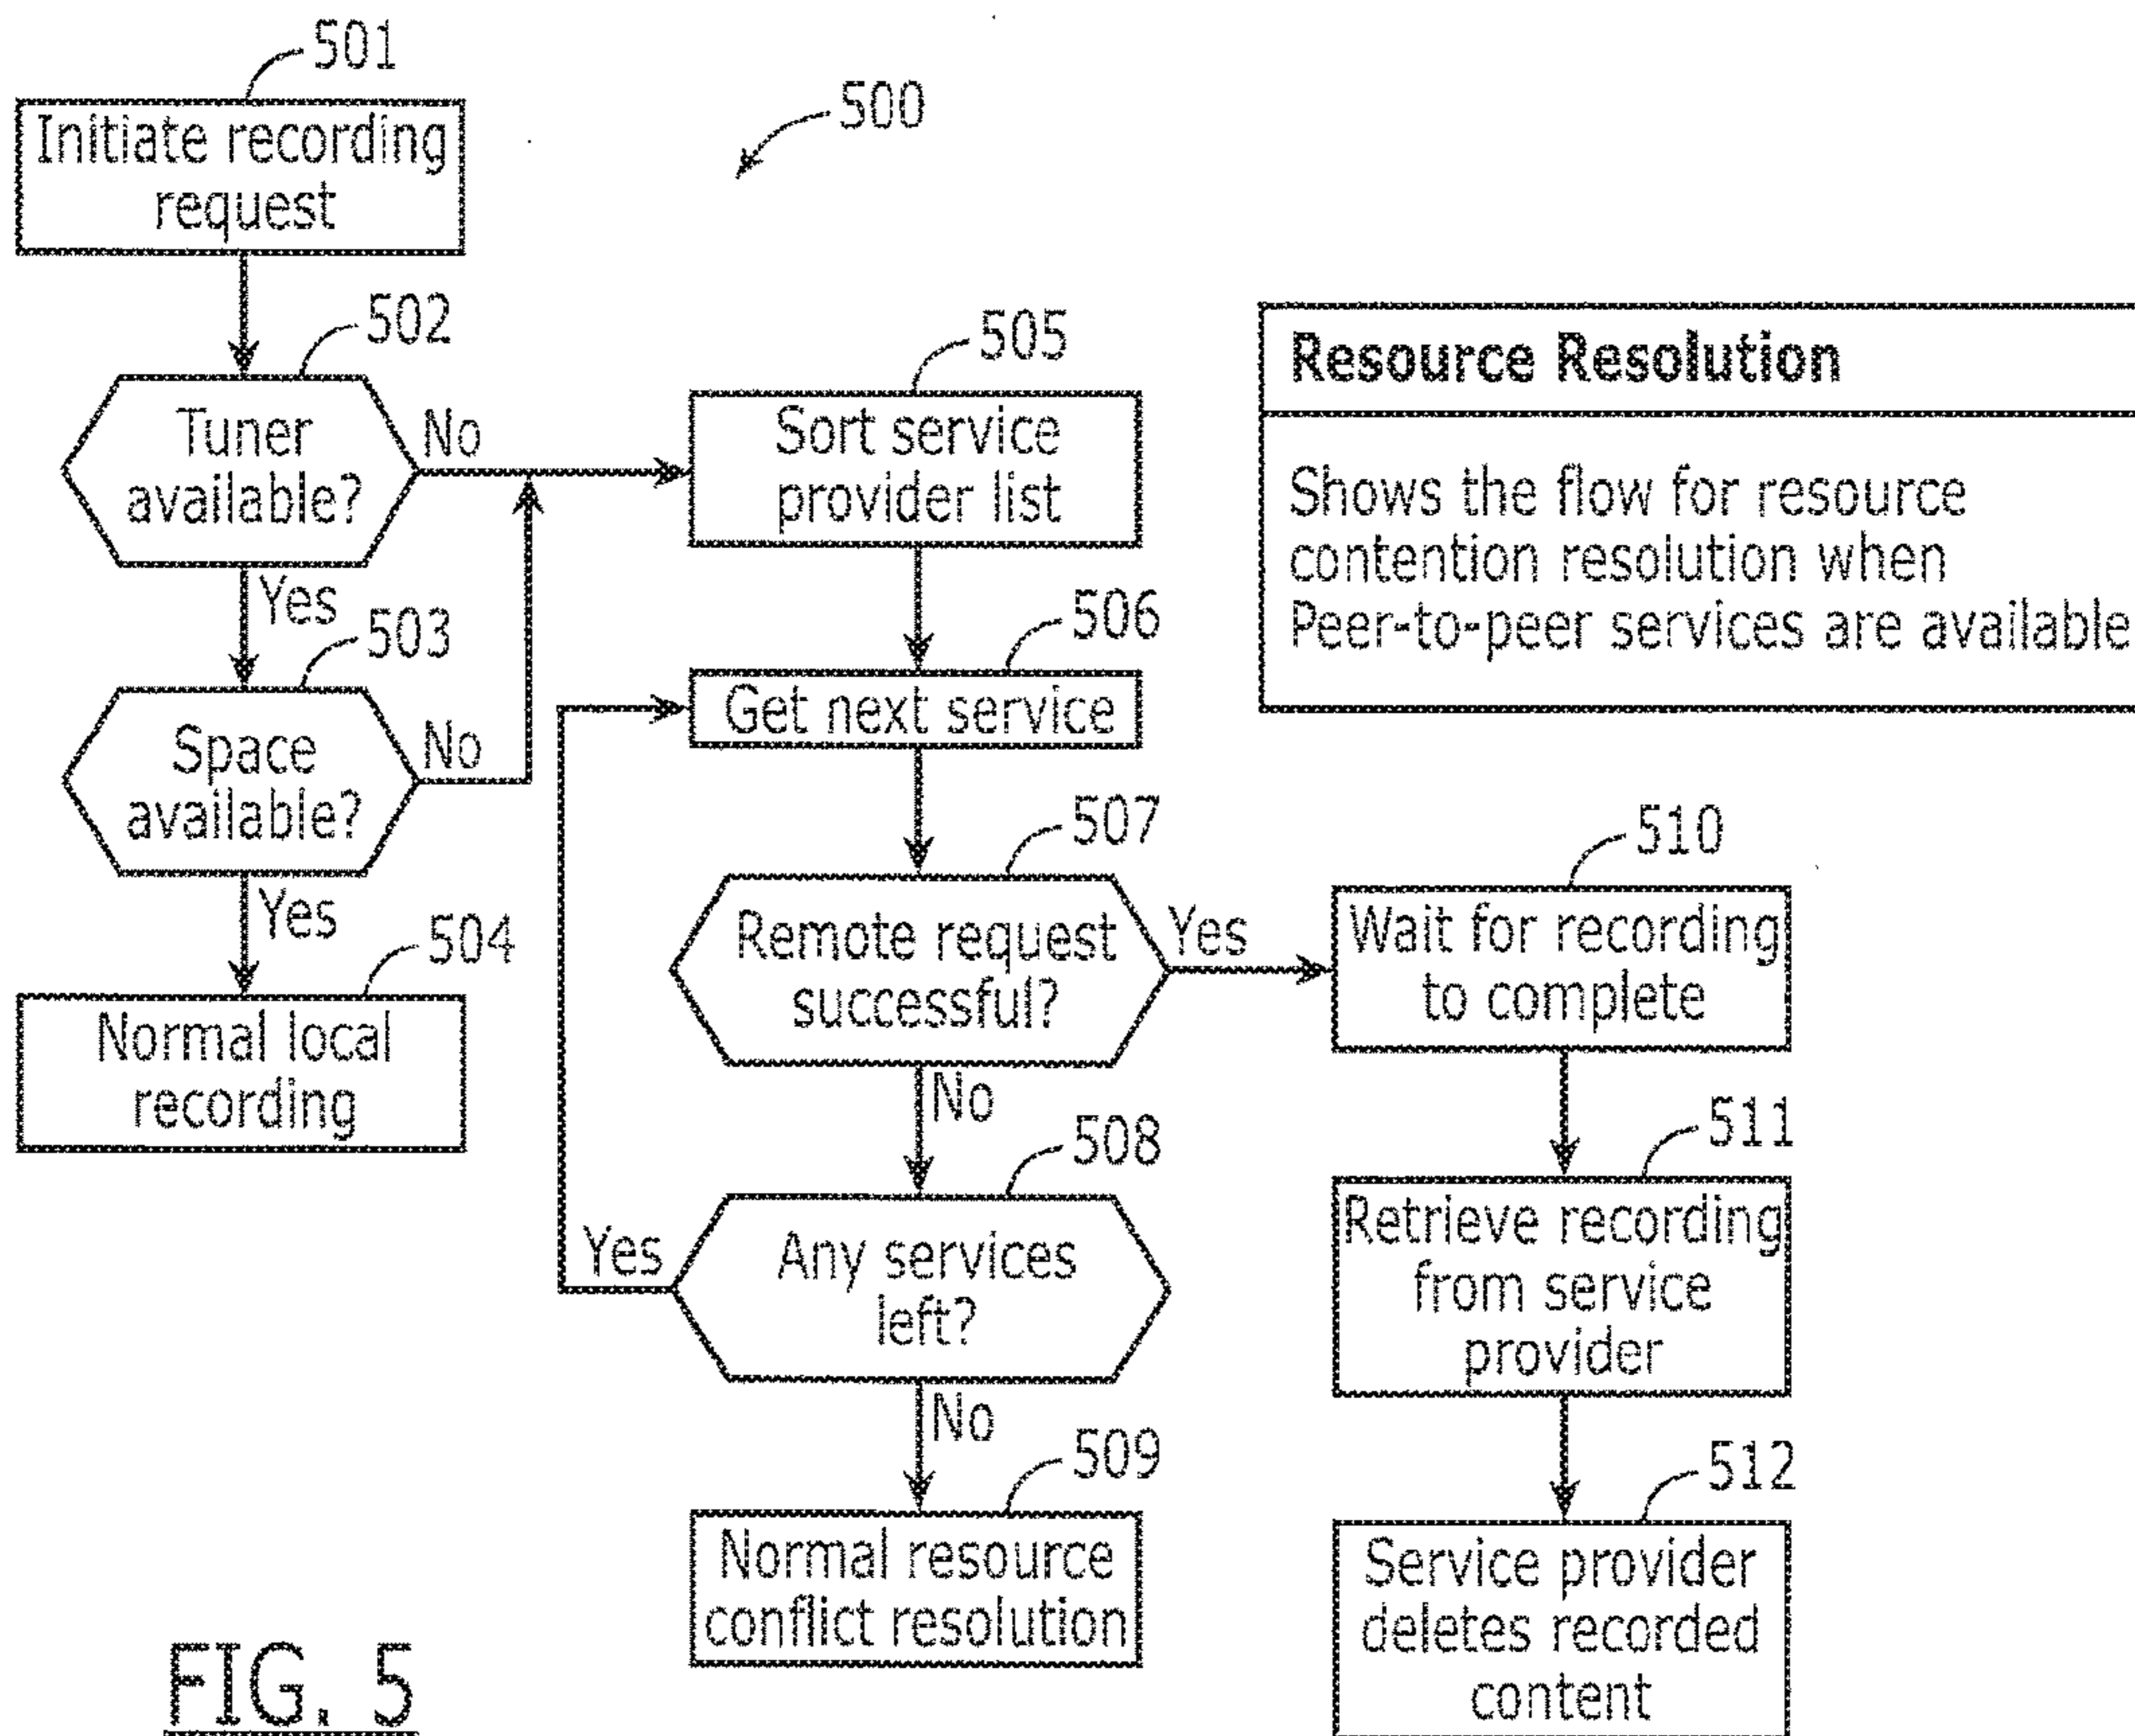 501
Initiate recording
request
500
502
Tuner
available?
No
Yes
503
Space
available?
No
Yes
504
Normal local
recording
505
Sort service
provider list
506
Get next service
507
Remote request
successful?
Yes
No
508
Any services
left?
Yes
No
509
Normal resource
conflict resolution
510
Wait for recording
to complete
511
Retrieve recording
from service
provider
512
Service provider
deletes recorded
content
Resource Resolution
Shows the flow for resource
contention resolution when
Peer-to-peer services are available
FIG. 5